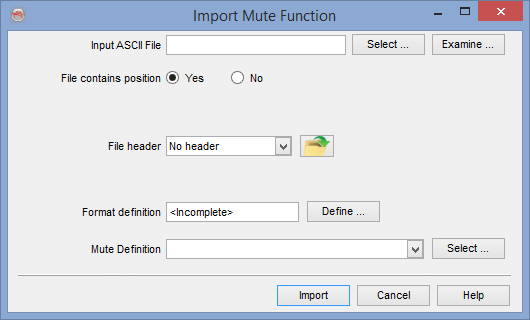 Import Mute Function
Input ASCII File Select ... Examine ...
File contains position Yes No
File header No header
Format definition <Incomplete> Define ...
Mute Definition Select ...
Import Cancel Help